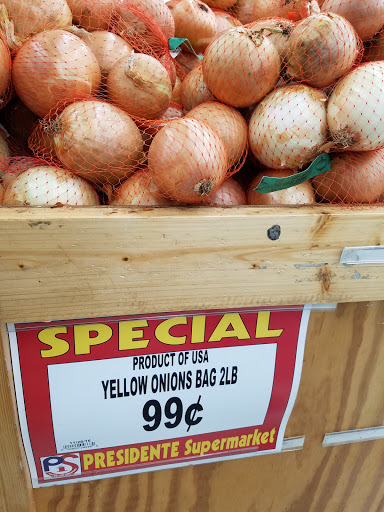 SPECIAL
PRODUCT OF USA
YELLOW ONIONS BAG 2LB
99¢
PS PRESIDENTE Supermarket